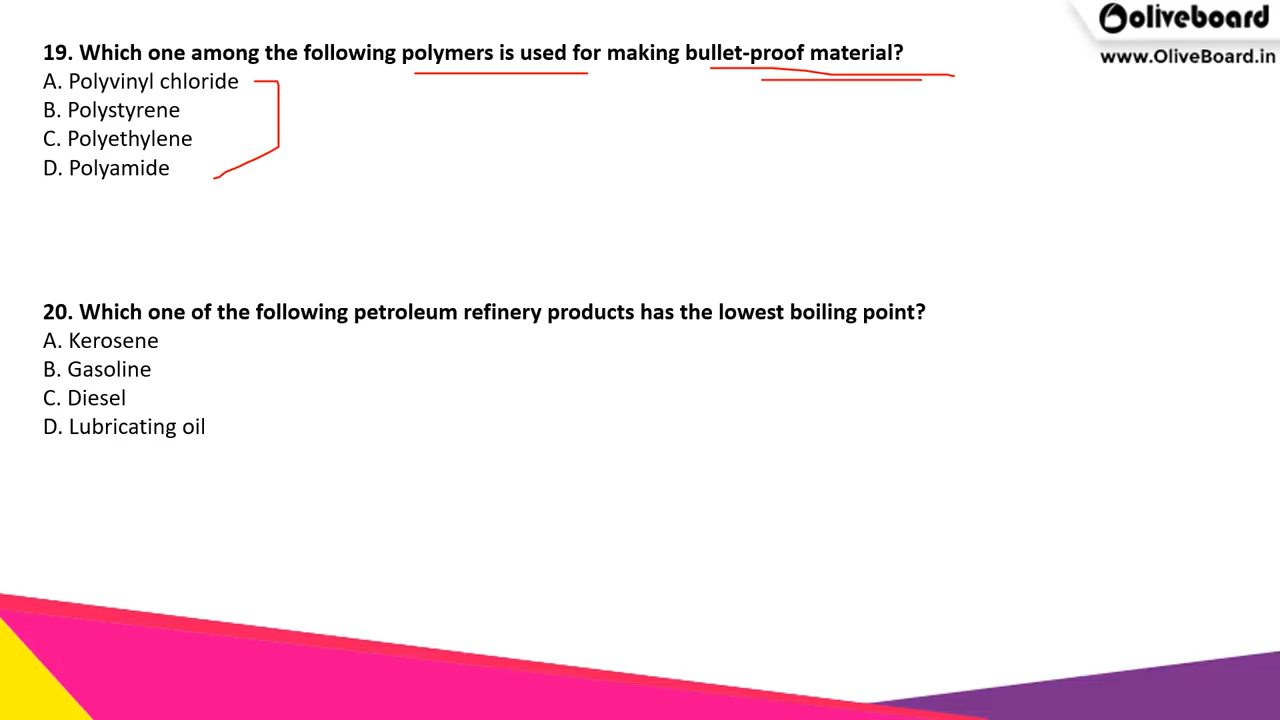 oliveboard
www.OliveBoard.in
19. Which one among the following polymers is used for making bullet-proof material?
A. Polyvinyl chloride
B. Polystyrene
C. Polyethylene
D. Polyamide
20. Which one of the following petroleum refinery products has the lowest boiling point?
A. Kerosene
B. Gasoline
C. Diesel
D. Lubricating oil